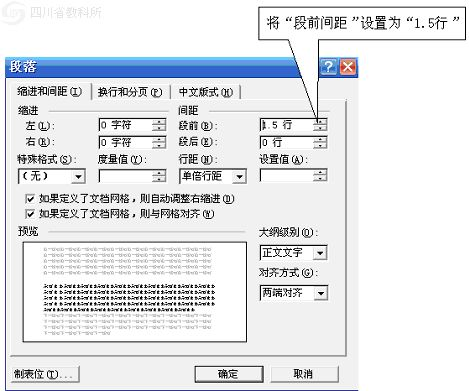 四川省教科所
将“段前间距”设置为“1.5行”
段落
缩进和间距(I) 换行和分页(P) 中文版式(H)
缩进 间距
左(L): 0 字符 段前(B): 1.5 行
右(R): 0 字符 段后(E): 0 行
特殊格式(S): 度量值(Y): 行距(N): 设置值(A):
(无) 单倍行距
如果定义了文档网格，则自动调整右缩进(D)
如果定义了文档网格，则与网格对齐(W)
预览 大纲级别(O):
正文文字
对齐方式(G):
两端对齐
制表位(T)... 确定 取消